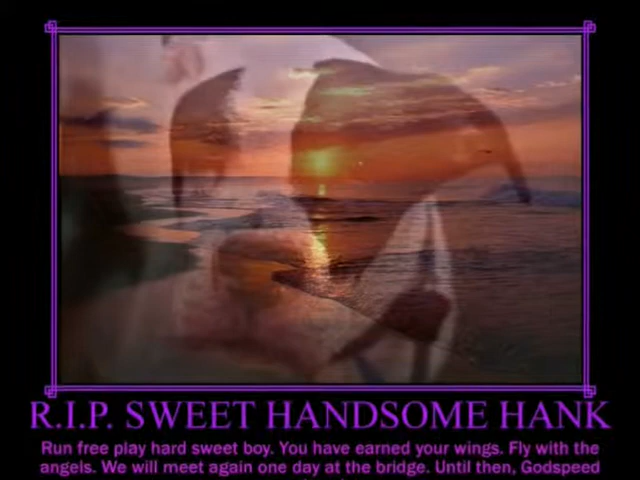 R.I.P. SWEET HANDSOME HANK
Run free play hard sweet boy. You have earned your wings. Fly with the
angels. We will meet again one day at the bridge. Until then, Godspeed